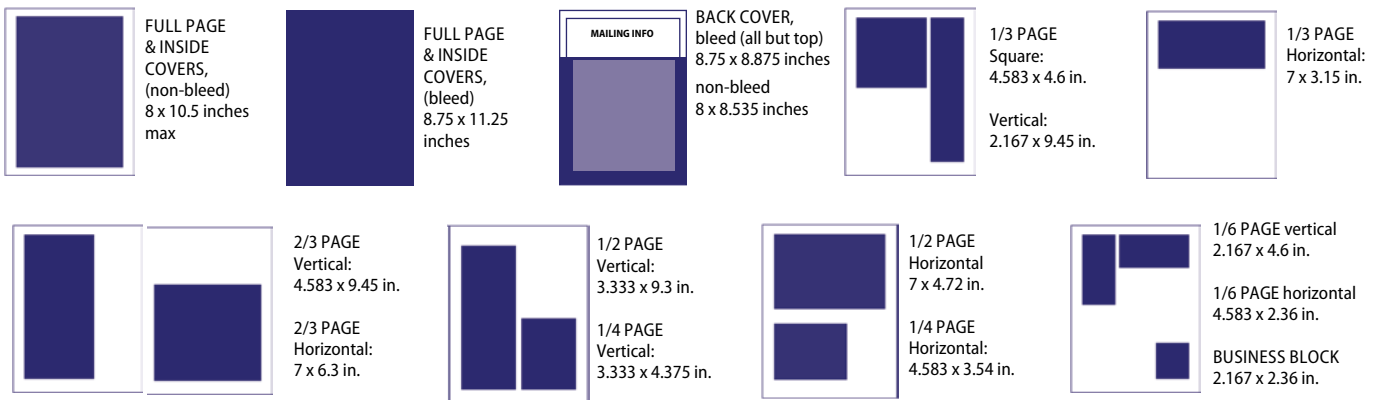 FULL PAGE
& INSIDE
COVERS,
(non-bleed)
8 x 10.5 inches
max
FULL PAGE
& INSIDE
COVERS,
(bleed)
8.75 x 11.25
inches
MAILING INFO
BACK COVER,
bleed (all but top)
8.75 x 8.875 inches
non-bleed
8 x 8.535 inches
1/3 PAGE
Square:
4.583 x 4.6 in.
Vertical:
2.167 x 9.45 in.
1/3 PAGE
Horizontal:
7 x 3.15 in.
2/3 PAGE
Vertical:
4.583 x 9.45 in.
2/3 PAGE
Horizontal:
7 x 6.3 in.
1/2 PAGE
Vertical:
3.333 x 9.3 in.
1/4 PAGE
Vertical:
3.333 x 4.375 in.
1/2 PAGE
Horizontal
7 x 4.72 in.
1/4 PAGE
Horizontal:
4.583 x 3.54 in.
1/6 PAGE vertical
2.167 x 4.6 in.
1/6 PAGE horizontal
4.583 x 2.36 in.
BUSINESS BLOCK
2.167 x 2.36 in.